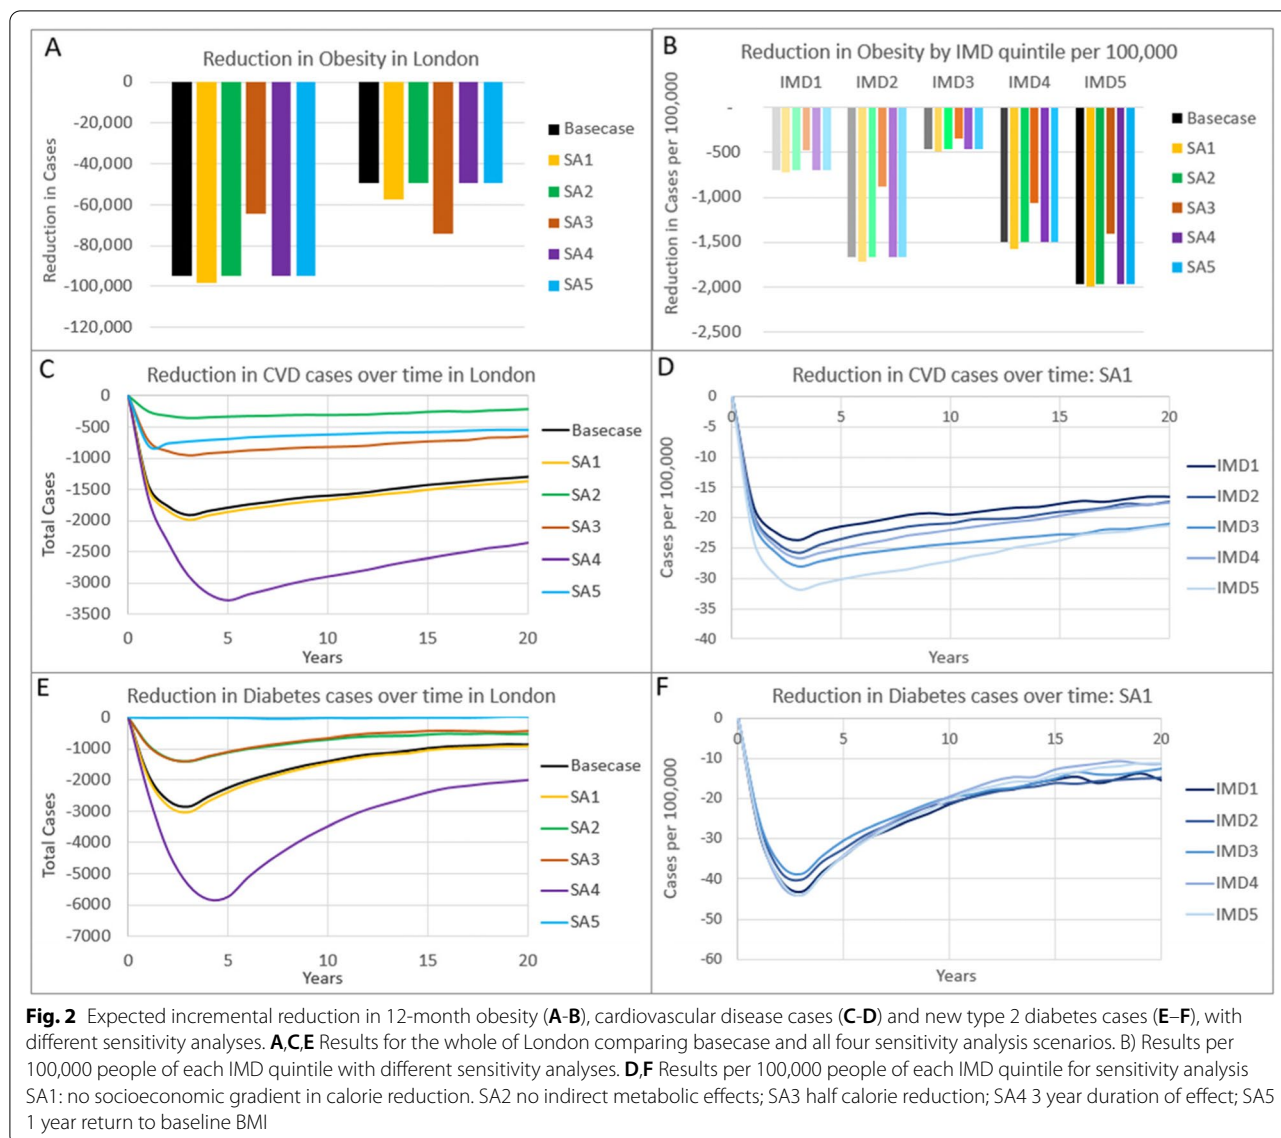 A
Reduction in Obesity in London
Reduction in Cases
0
-20,000
-40,000
-60,000
-80,000
-100,000
-120,000
Basecase
SA1
SA2
SA3
SA4
SA5
B
Reduction in Obesity by IMD quintile per 100,000
IMD1 IMD2 IMD3 IMD4 IMD5
Reduction in Cases per 100,000
-
-500
-1,000
-1,500
-2,000
-2,500
Basecase
SA1
SA2
SA3
SA4
SA5
C
Reduction in CVD cases over time in London
Total Cases
0
-500
-1000
-1500
-2000
-2500
-3000
-3500
0 5 10 15 20
Years
Basecase
SA1
SA2
SA3
SA4
SA5
D
Reduction in CVD cases over time: SA1
Cases per 100,000
0
-5
-10
-15
-20
-25
-30
-35
-40
0 5 10 15 20
Years
IMD1
IMD2
IMD3
IMD4
IMD5
E
Reduction in Diabetes cases over time in London
Total Cases
0
-1000
-2000
-3000
-4000
-5000
-6000
-7000
0 5 10 15 20
Years
Basecase
SA1
SA2
SA3
SA4
SA5
F
Reduction in Diabetes cases over time: SA1
Cases per 100,000
0
-10
-20
-30
-40
-50
-60
0 5 10 15 20
Years
IMD1
IMD2
IMD3
IMD4
IMD5
Fig. 2 Expected incremental reduction in 12-month obesity (A-B), cardiovascular disease cases (C-D) and new type 2 diabetes cases (E–F), with
different sensitivity analyses. A,C,E Results for the whole of London comparing basecase and all four sensitivity analysis scenarios. B) Results per
100,000 people of each IMD quintile with different sensitivity analyses. D,F Results per 100,000 people of each IMD quintile for sensitivity analysis
SA1: no socioeconomic gradient in calorie reduction. SA2 no indirect metabolic effects; SA3 half calorie reduction; SA4 3 year duration of effect; SA5
1 year return to baseline BMI